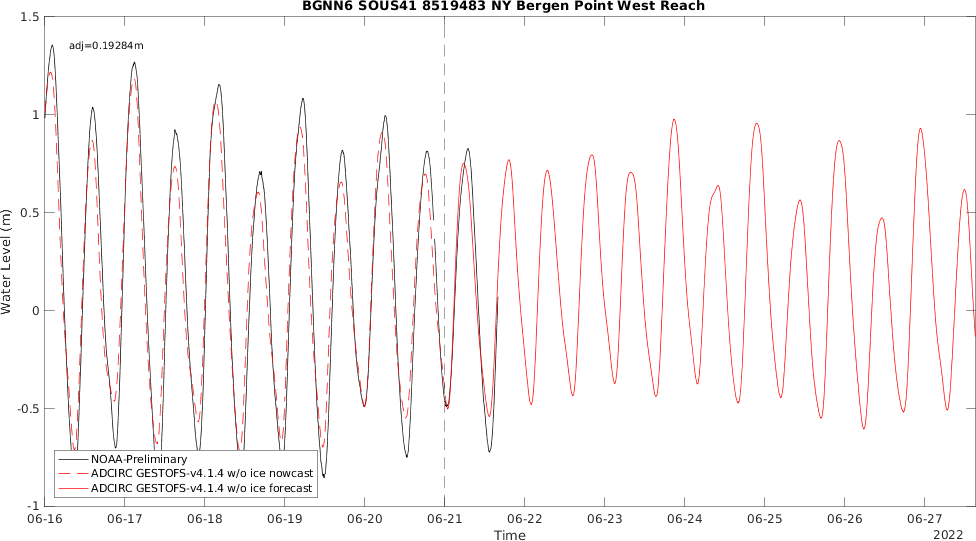 BGNN6 SOUS41 8519483 NY Bergen Point West Reach
1.5
adj=0.19284m
1
0.5
Water Level (m)
0
-0.5
NOAA-Preliminary
ADCIRC GESTOFS-v4.1.4 w/o ice nowcast
ADCIRC GESTOFS-v4.1.4 w/o ice forecast
-1
06-16 06-17 06-18 06-19 06-20 06-21 06-22 06-23 06-24 06-25 06-26 06-27
Time
2022